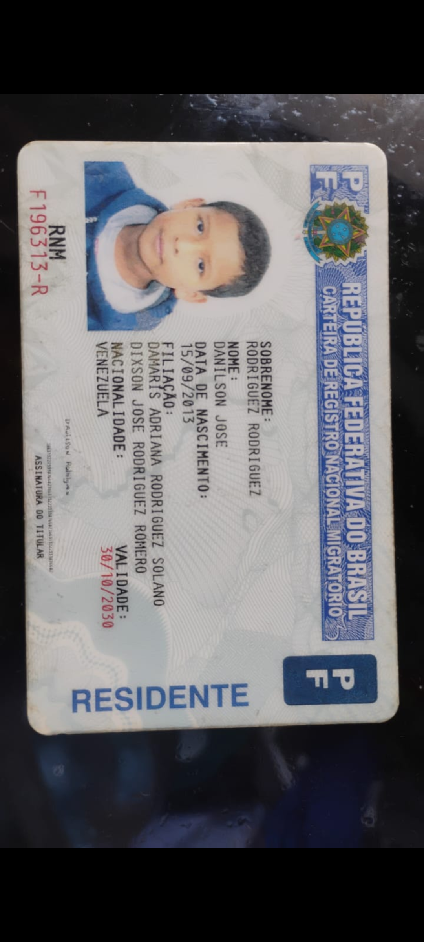 REPÚBLICA FEDERATIVA DO BRASIL
CARTEIRA DE REGISTRO NACIONAL MIGRATÓRIO
PF
PF
SOBRENOME:
RODRIGUEZ RODRIGUEZ
NOME:
DANILSON JOSE
DATA DE NASCIMENTO:
15/09/2013
FILIAÇÃO:
DAMARIS ADRIANA RODRIGUEZ SOLANO
DIXSON JOSE RODRIGUEZ ROMERO
NACIONALIDADE: VALIDADE:
VENEZUELA 30/10/2030
RNM
F196313-R
ASSINATURA DO TITULAR
RESIDENTE